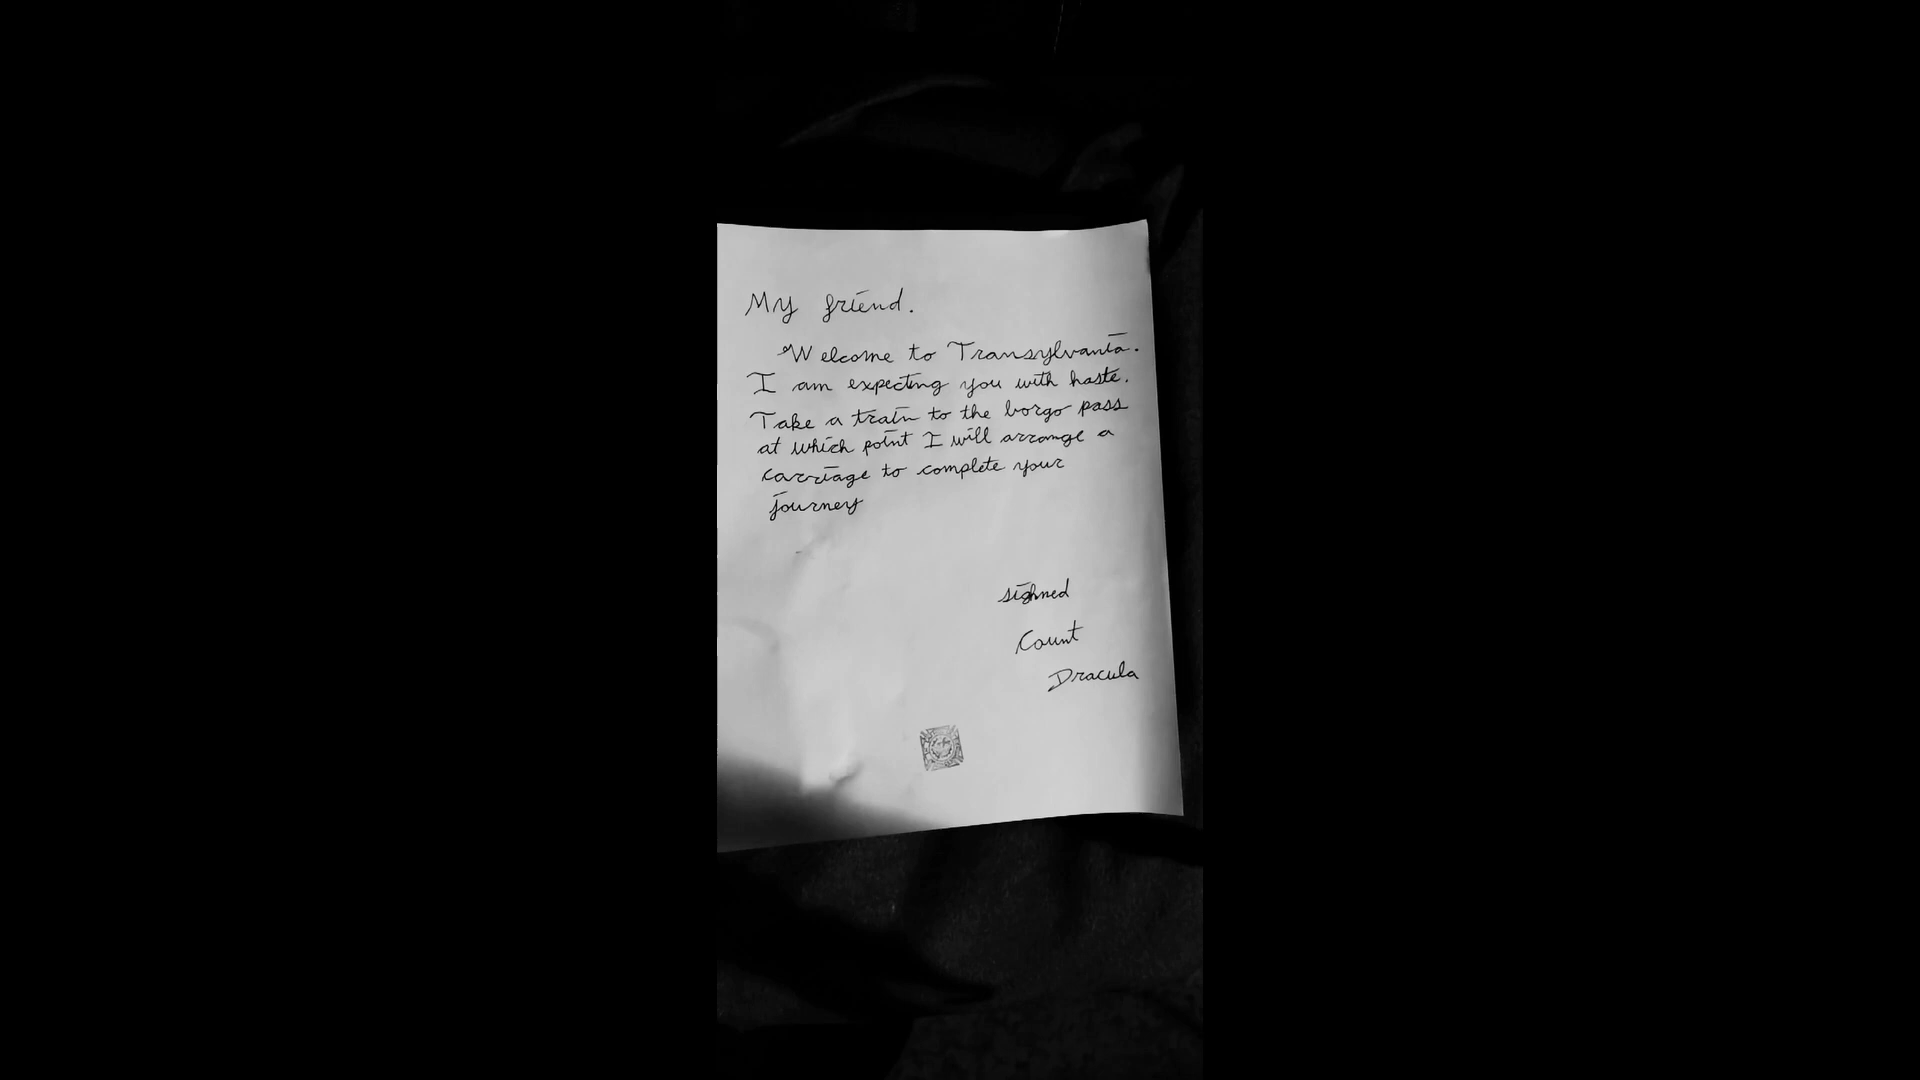 My friend.
Welcome to Transylvania.
I am expecting you with haste.
Take a train to the borgo pass
at which point I will arrange a
carriage to complete your
journey
sighned
Count
Dracula